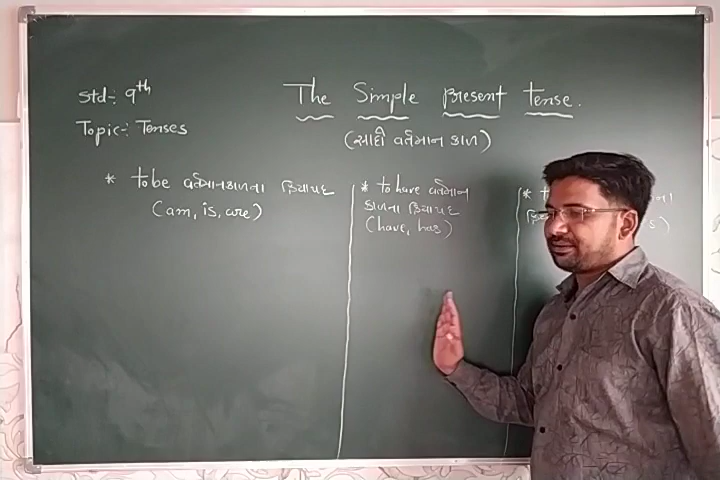 Std:- 9th
The Simple Present Tense.
Topic:- Tenses
(સાદો વર્તમાન કાળ)
* to be વર્તમાનકાળના ક્રિયાપદ
(am, is, are)
* to have વર્તમાન
કાળના ક્રિયાપદ
(have, has)
*